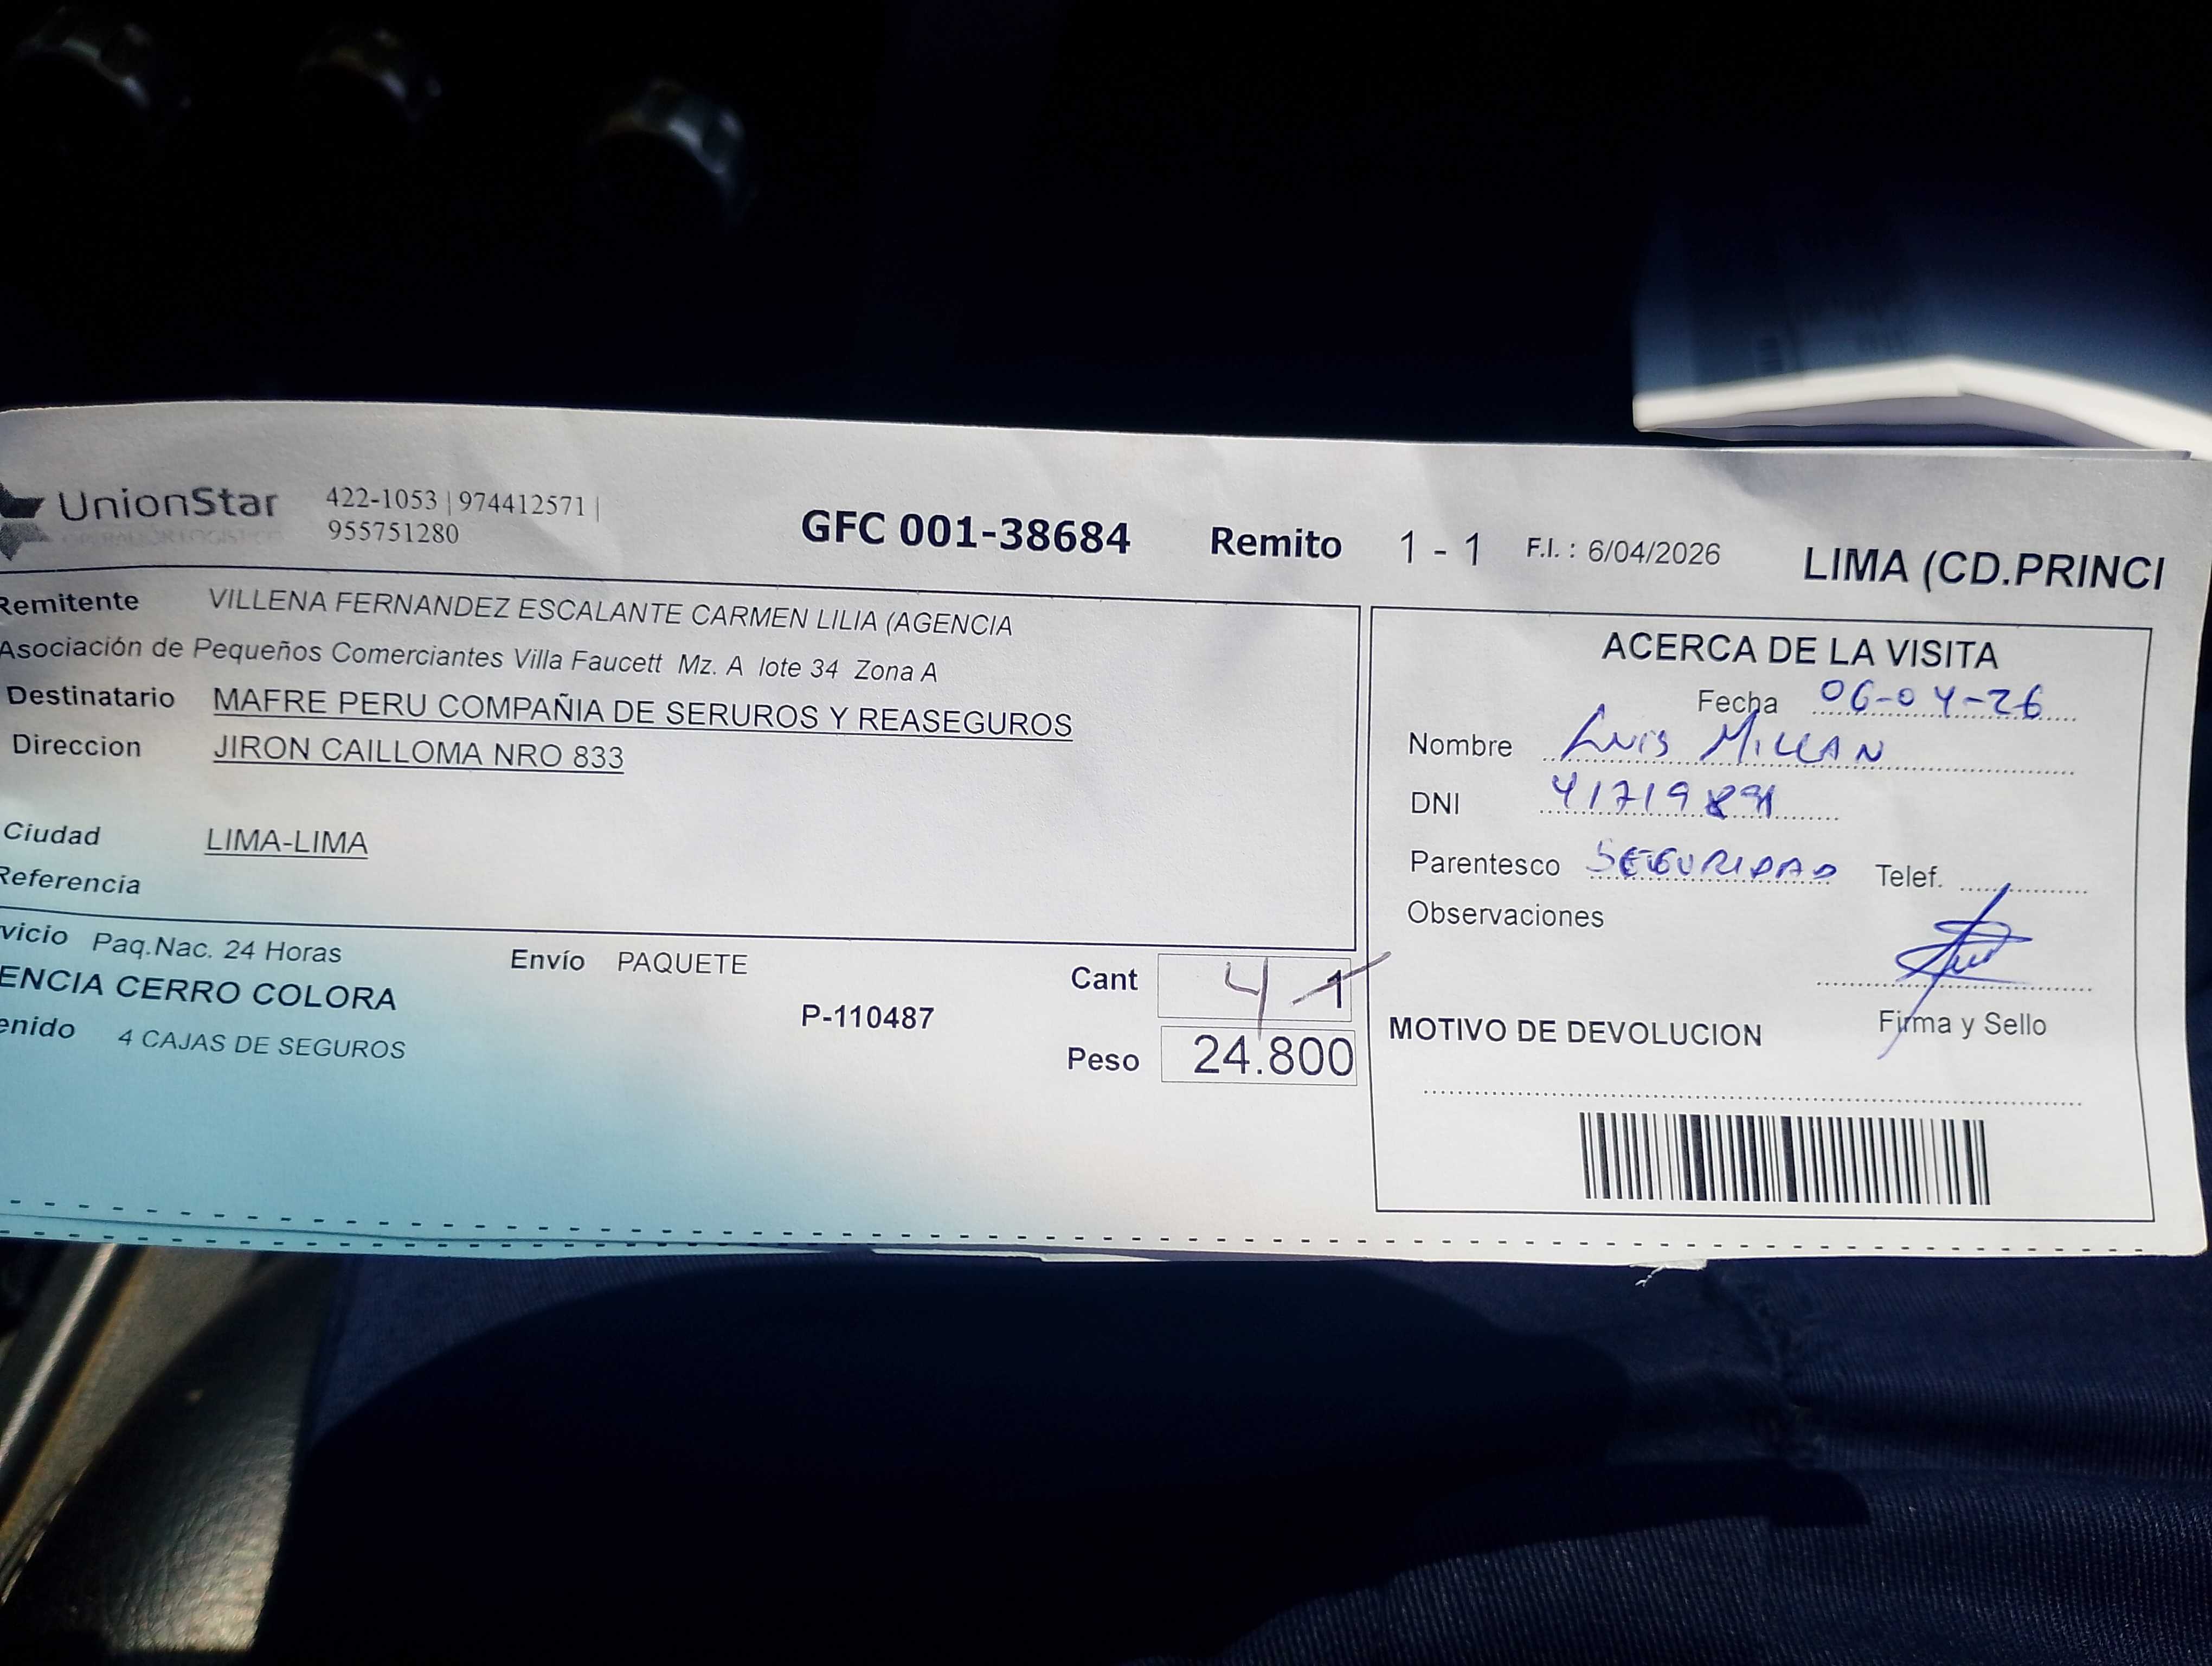 UnionStar 422-1053 | 974412571 |
955751280
GFC 001-38684 Remito 1 - 1 F.I. : 6/04/2026 LIMA (CD.PRINCI
Remitente VILLENA FERNANDEZ ESCALANTE CARMEN LILIA (AGENCIA
Asociación de Pequeños Comerciantes Villa Faucett Mz. A lote 34 Zona A
Destinatario MAFRE PERU COMPAÑIA DE SERUROS Y REASEGUROS
Direccion JIRON CAILLOMA NRO 833
Ciudad LIMA-LIMA
Referencia
vicio Paq.Nac. 24 Horas Envío PAQUETE
ENCIA CERRO COLORA
P-110487
enido 4 CAJAS DE SEGUROS
Cant 4 1
Peso 24.800
ACERCA DE LA VISITA
Fecha 06-04-26
Nombre LUIS MILLAN
DNI
Parentesco SEGURIDAD Telef.
Observaciones
Firma y Sello
MOTIVO DE DEVOLUCION